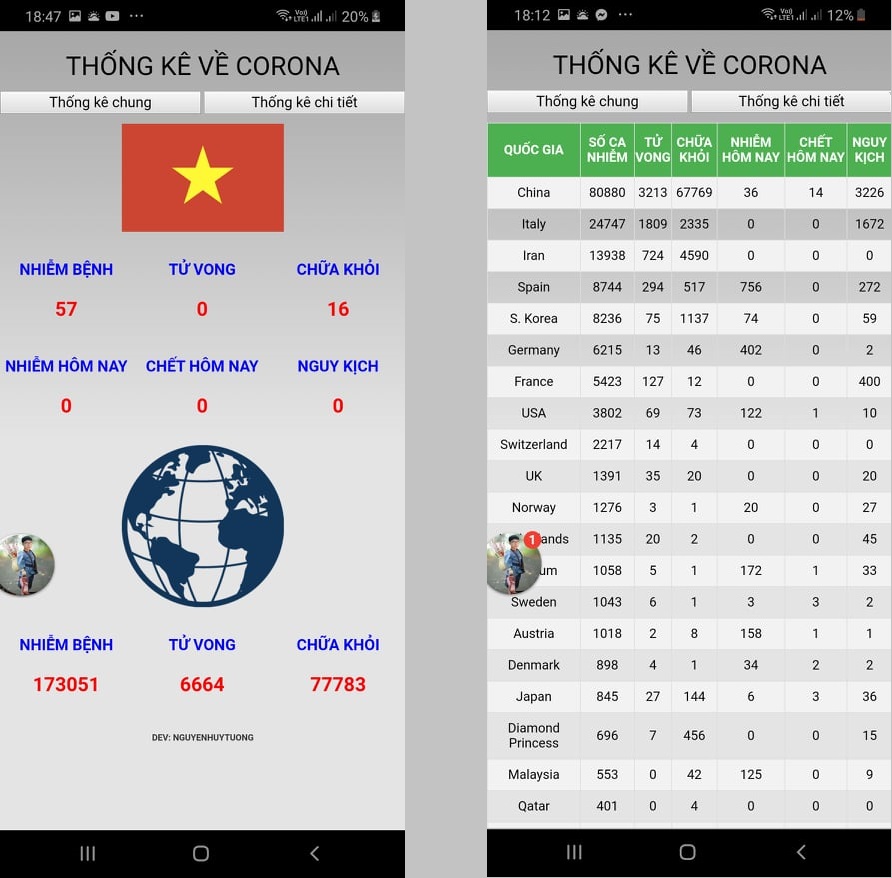 18:47
20%
THỐNG KÊ VỀ CORONA
Thống kê chung Thống kê chi tiết
NHIỄM BỆNH TỬ VONG CHỮA KHỎI
57 0 16
NHIỄM HÔM NAY CHẾT HÔM NAY NGUY KỊCH
0 0 0
NHIỄM BỆNH TỬ VONG CHỮA KHỎI
173051 6664 77783
DEV: NGUYENHUYTUONG
18:12
12%
THỐNG KÊ VỀ CORONA
Thống kê chung Thống kê chi tiết
QUỐC GIA SỐ CA NHIỄM TỬ VONG CHỮA KHỎI NHIỄM HÔM NAY CHẾT HÔM NAY NGUY KỊCH
China 80880 3213 67769 36 14 3226
Italy 24747 1809 2335 0 0 1672
Iran 13938 724 4590 0 0 0
Spain 8744 294 517 756 0 272
S. Korea 8236 75 1137 74 0 59
Germany 6215 13 46 402 0 2
France 5423 127 12 0 0 400
USA 3802 69 73 122 1 10
Switzerland 2217 14 4 0 0 0
UK 1391 35 20 0 0 20
Norway 1276 3 1 20 0 27
1 ands 1135 20 2 0 0 45
um 1058 5 1 172 1 33
Sweden 1043 6 1 3 3 2
Austria 1018 2 8 158 1 1
Denmark 898 4 1 34 2 2
Japan 845 27 144 6 3 36
Diamond Princess 696 7 456 0 0 15
Malaysia 553 0 42 125 0 9
Qatar 401 0 4 0 0 0